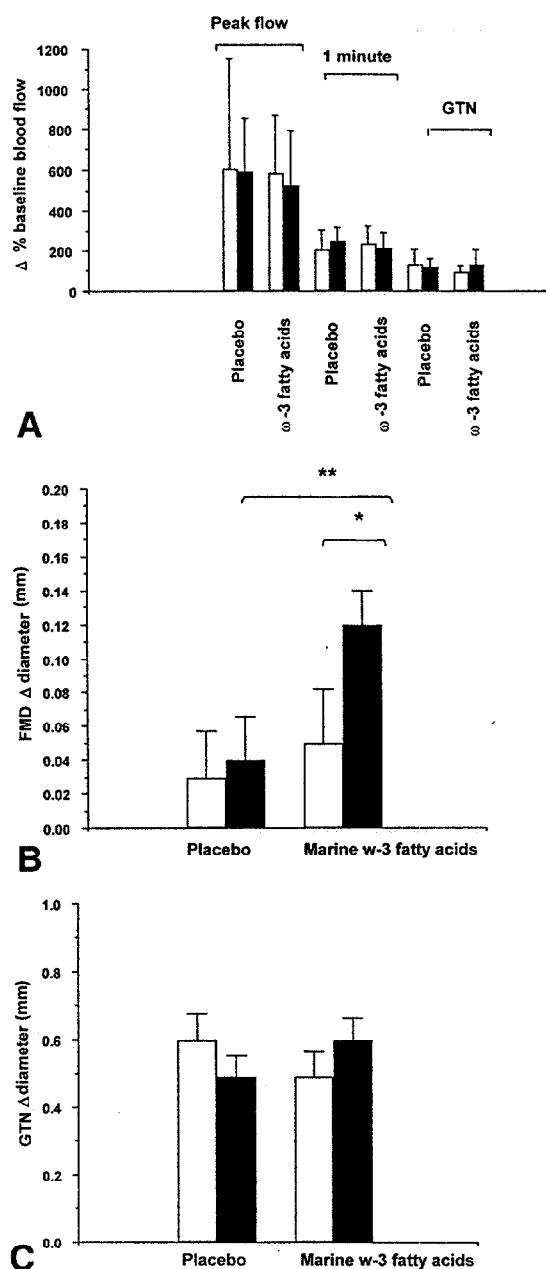 Peak flow
1 minute
GTN
1200
1000
800
600
400
200
0
Δ % baseline blood flow
Placebo
ω -3 fatty acids
Placebo
ω -3 fatty acids
Placebo
ω -3 fatty acids
A
**
*
0.20
0.18
0.16
0.14
0.12
0.10
0.08
0.06
0.04
0.02
0.00
FMD Δ diameter (mm)
Placebo
Marine w-3 fatty acids
B
1.0
0.8
0.6
0.4
0.2
0.0
GTN Δdiameter (mm)
Placebo
Marine w-3 fatty acids
C